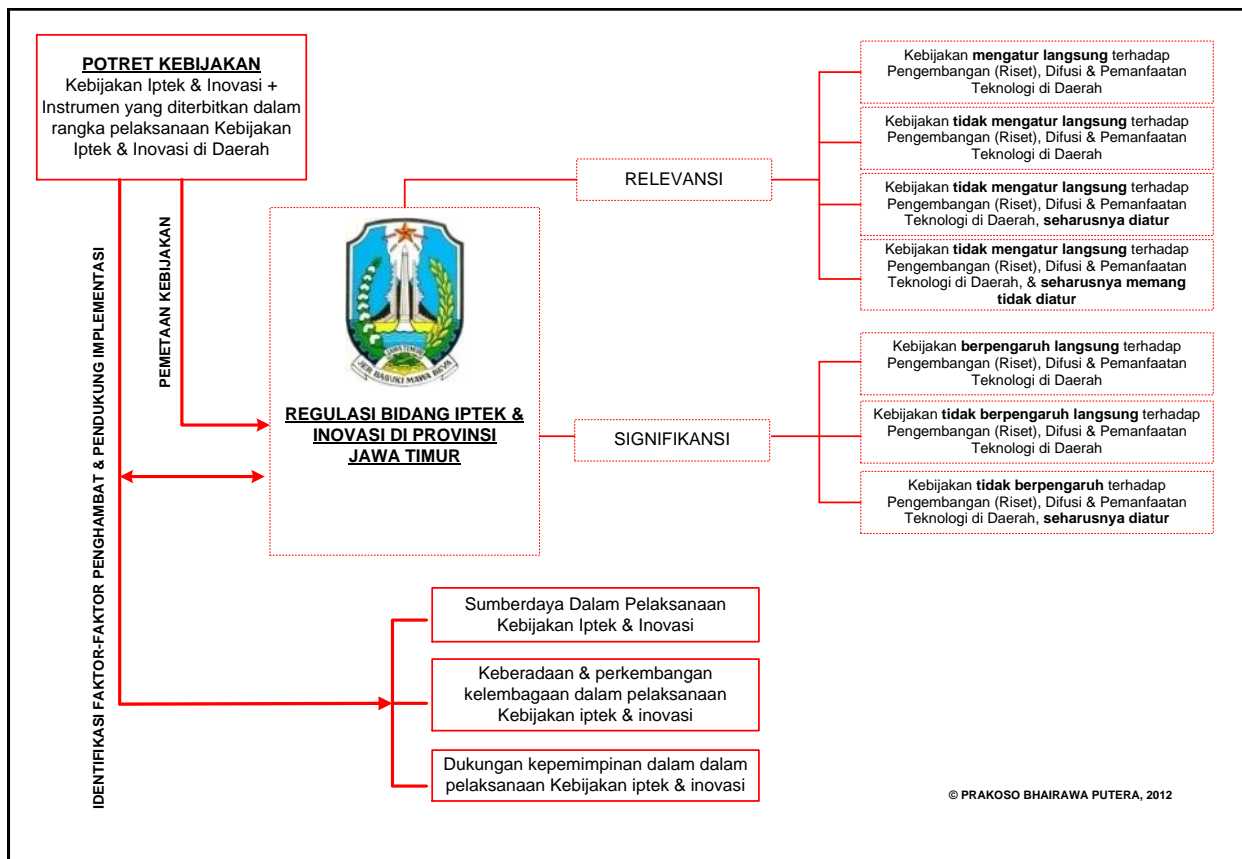 POTRET KEBIJAKAN
Kebijakan Iptek & Inovasi +
Instrumen yang diterbitkan dalam
rangka pelaksanaan Kebijakan
Iptek & Inovasi di Daerah
IDENTIFIKASI FAKTOR-FAKTOR PENGHAMBAT & PENDUKUNG IMPLEMENTASI
PEMETAAN KEBIJAKAN
JAWA TIMUR
JER BASUKI MAWA BEYA
REGULASI BIDANG IPTEK &
INOVASI DI PROVINSI
JAWA TIMUR
RELEVANSI
Kebijakan mengatur langsung terhadap
Pengembangan (Riset), Difusi & Pemanfaatan
Teknologi di Daerah
Kebijakan tidak mengatur langsung terhadap
Pengembangan (Riset), Difusi & Pemanfaatan
Teknologi di Daerah
Kebijakan tidak mengatur langsung terhadap
Pengembangan (Riset), Difusi & Pemanfaatan
Teknologi di Daerah, seharusnya diatur
Kebijakan tidak mengatur langsung terhadap
Pengembangan (Riset), Difusi & Pemanfaatan
Teknologi di Daerah, & seharusnya memang
tidak diatur
SIGNIFIKANSI
Kebijakan berpengaruh langsung terhadap
Pengembangan (Riset), Difusi & Pemanfaatan
Teknologi di Daerah
Kebijakan tidak berpengaruh langsung terhadap
Pengembangan (Riset), Difusi & Pemanfaatan
Teknologi di Daerah
Kebijakan tidak berpengaruh terhadap
Pengembangan (Riset), Difusi & Pemanfaatan
Teknologi di Daerah, seharusnya diatur
Sumberdaya Dalam Pelaksanaan
Kebijakan Iptek & Inovasi
Keberadaan & perkembangan
kelembagaan dalam pelaksanaan
Kebijakan iptek & inovasi
Dukungan kepemimpinan dalam dalam
pelaksanaan Kebijakan iptek & inovasi
© PRAKOSO BHAIRAWA PUTERA, 2012